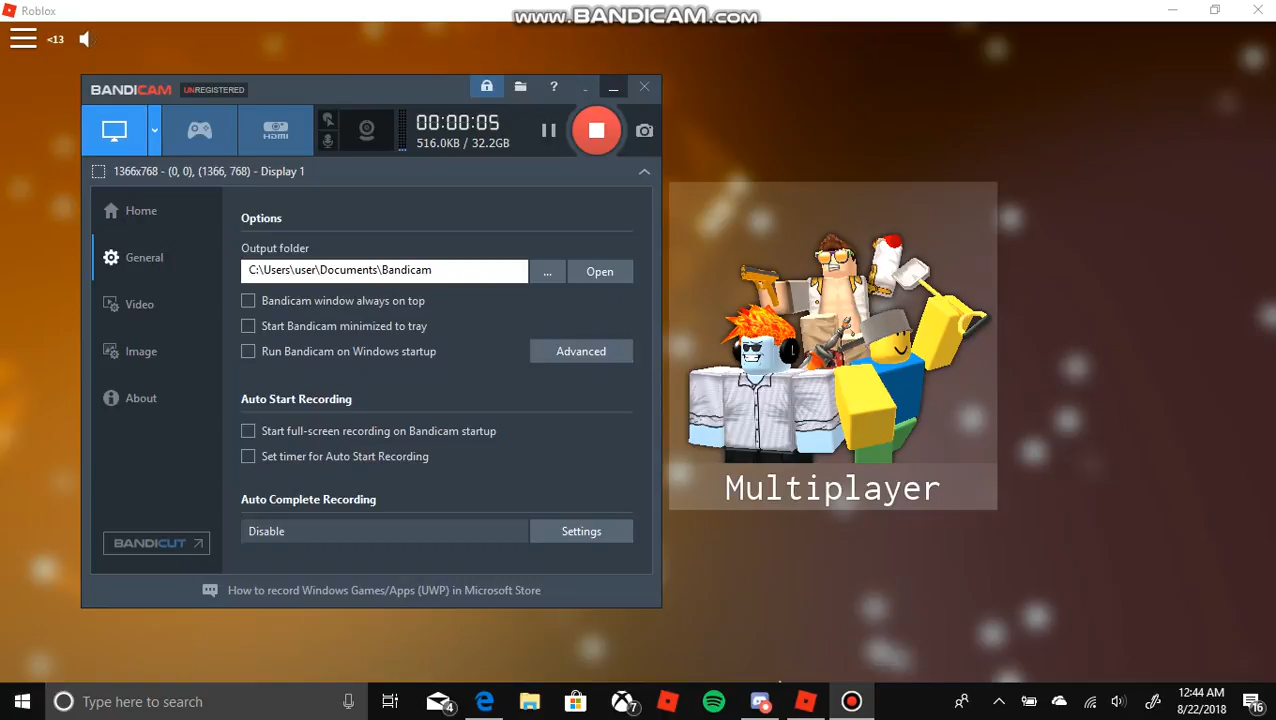 Roblox
www.BANDICAM.com
<13
BANDICAM UNREGISTERED
?
HDMI
00:00:05
516.0KB / 32.2GB
1366x768 - (0, 0), (1366, 768) - Display 1
Home
General
Video
Image
About
BANDICUT
Options
Output folder
C:\Users\user\Documents\Bandicam
...
Open
Bandicam window always on top
Start Bandicam minimized to tray
Run Bandicam on Windows startup
Advanced
Auto Start Recording
Start full-screen recording on Bandicam startup
Set timer for Auto Start Recording
Auto Complete Recording
Disable
Settings
How to record Windows Games/Apps (UWP) in Microsoft Store
Multiplayer
Type here to search
4
7
12:44 AM
8/22/2018
16